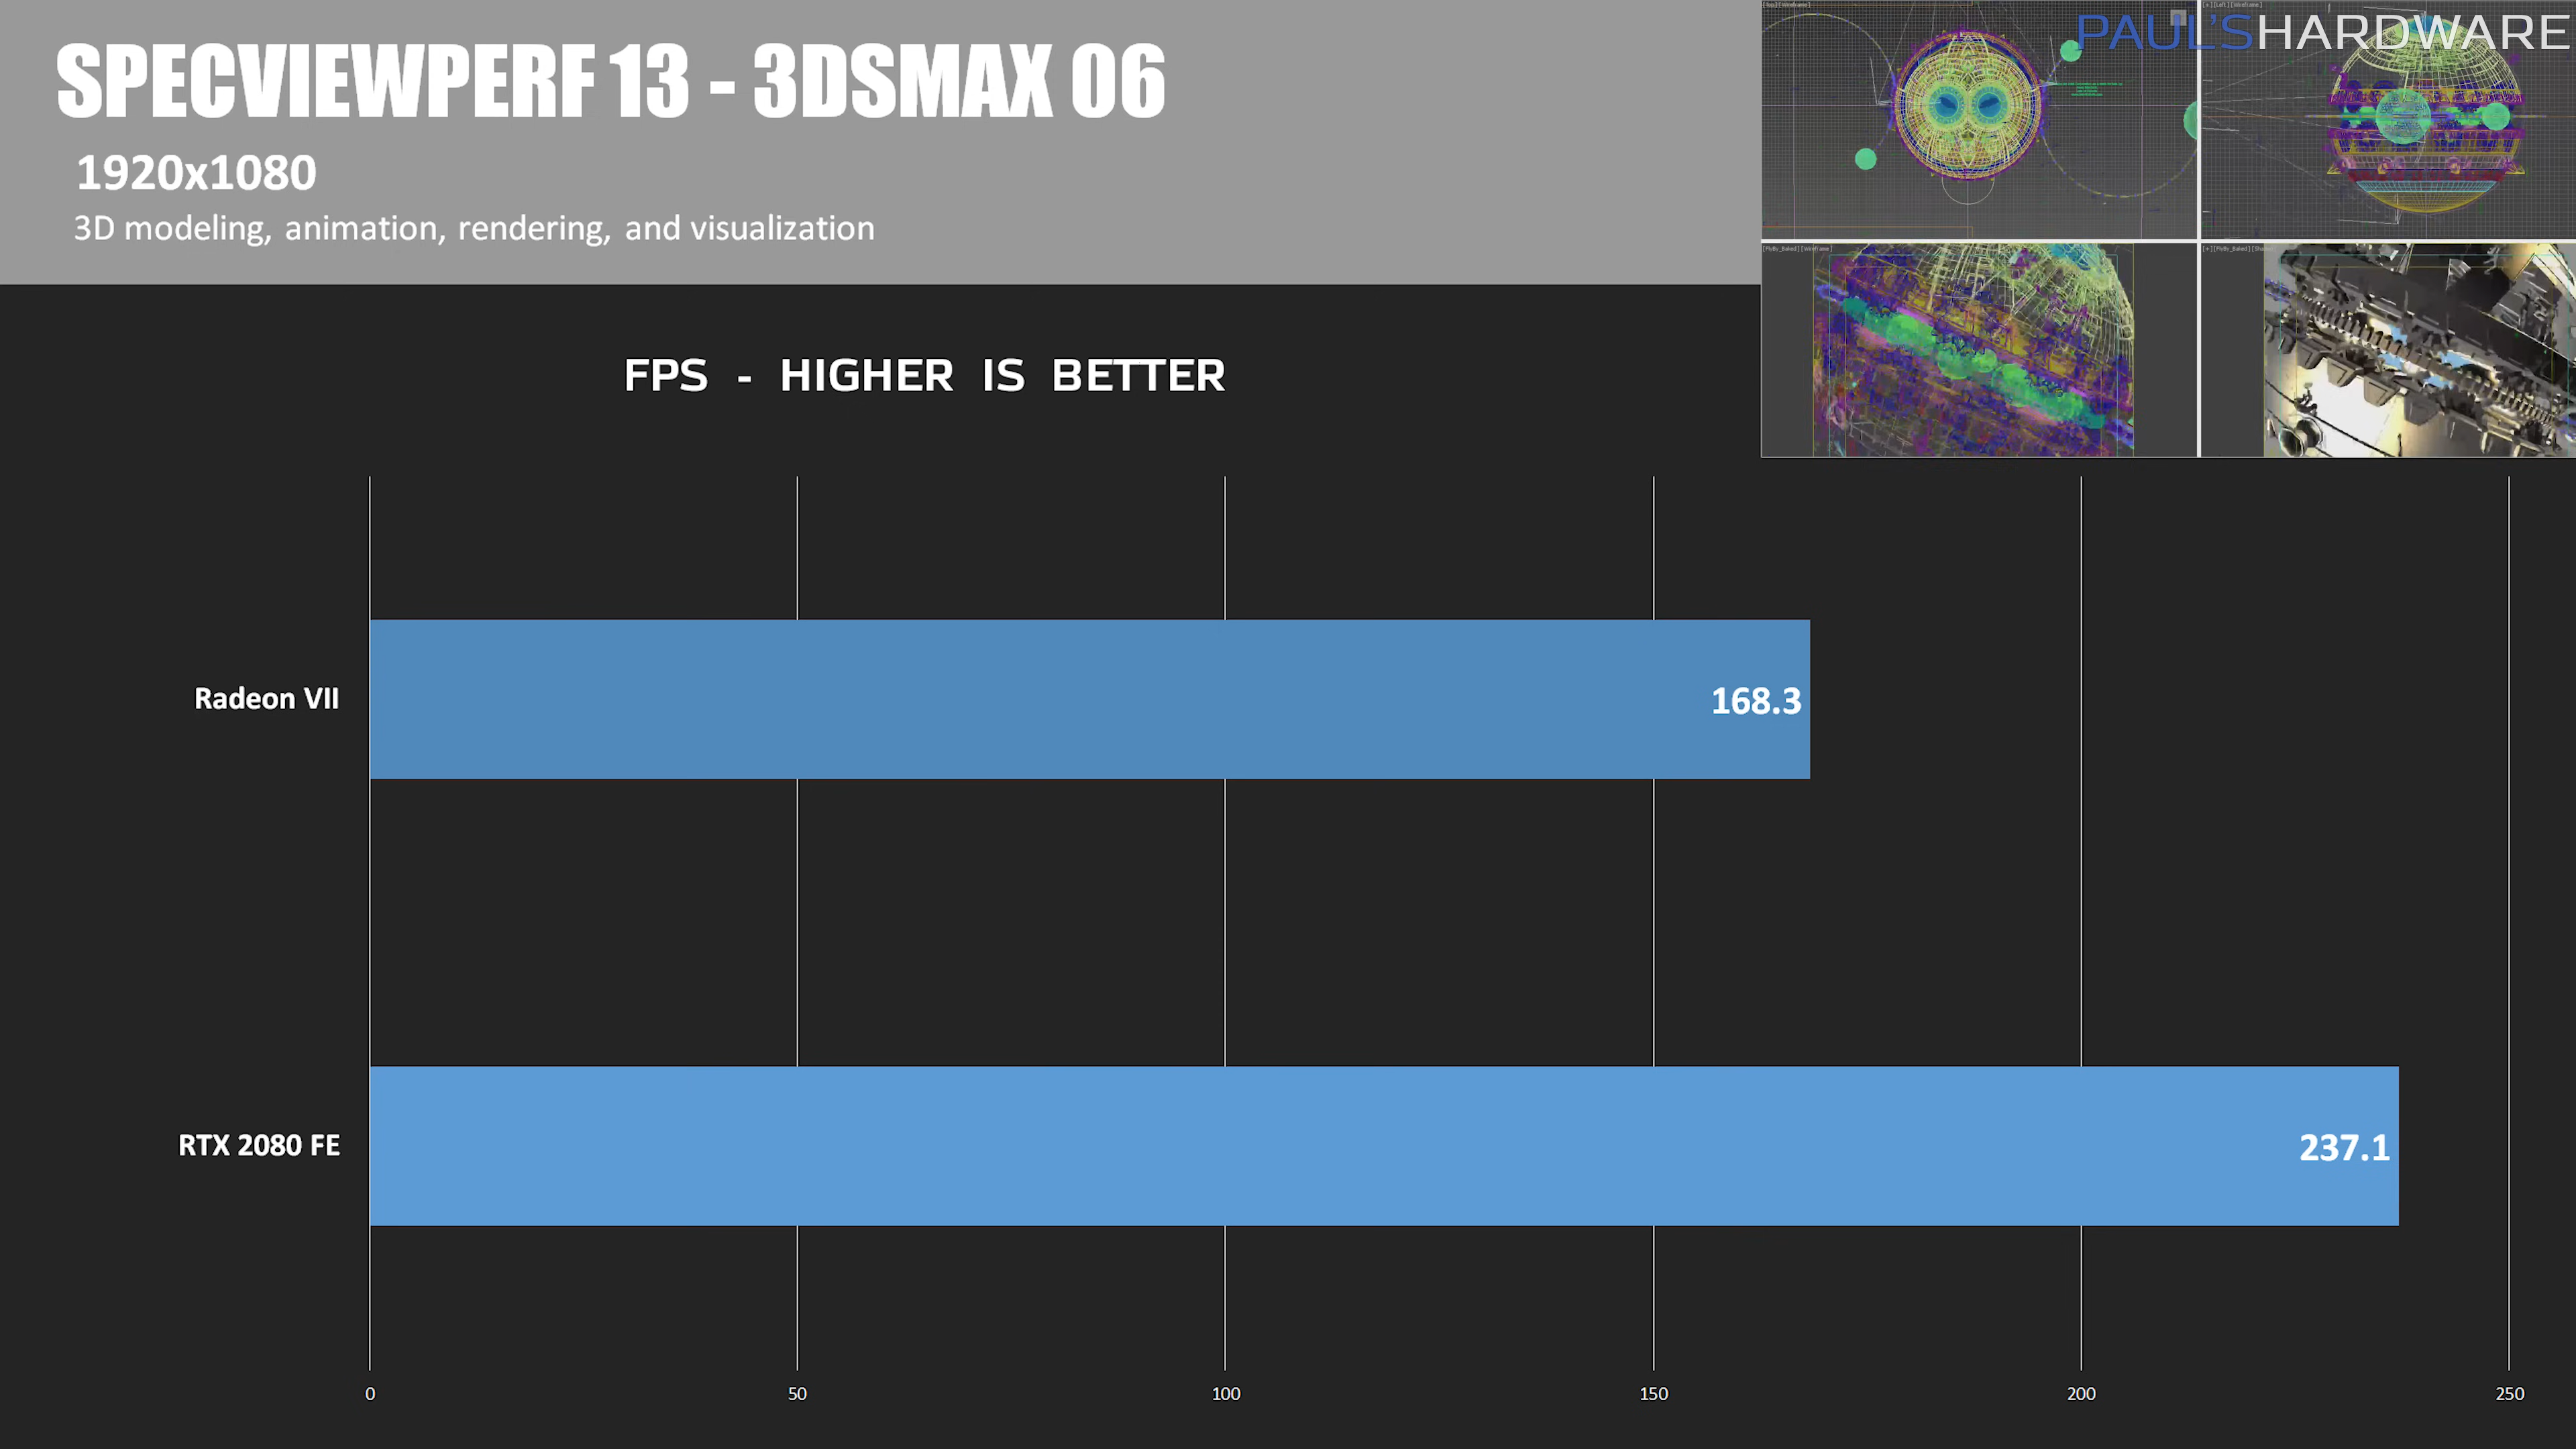 SPECVIEWPERF 13 - 3DSMAX 06
PAUL'SHARDWARE
1920x1080
3D modeling, animation, rendering, and visualization
FPS - HIGHER IS BETTER
Radeon VII
168.3
RTX 2080 FE
237.1
0 50 100 150 200 250